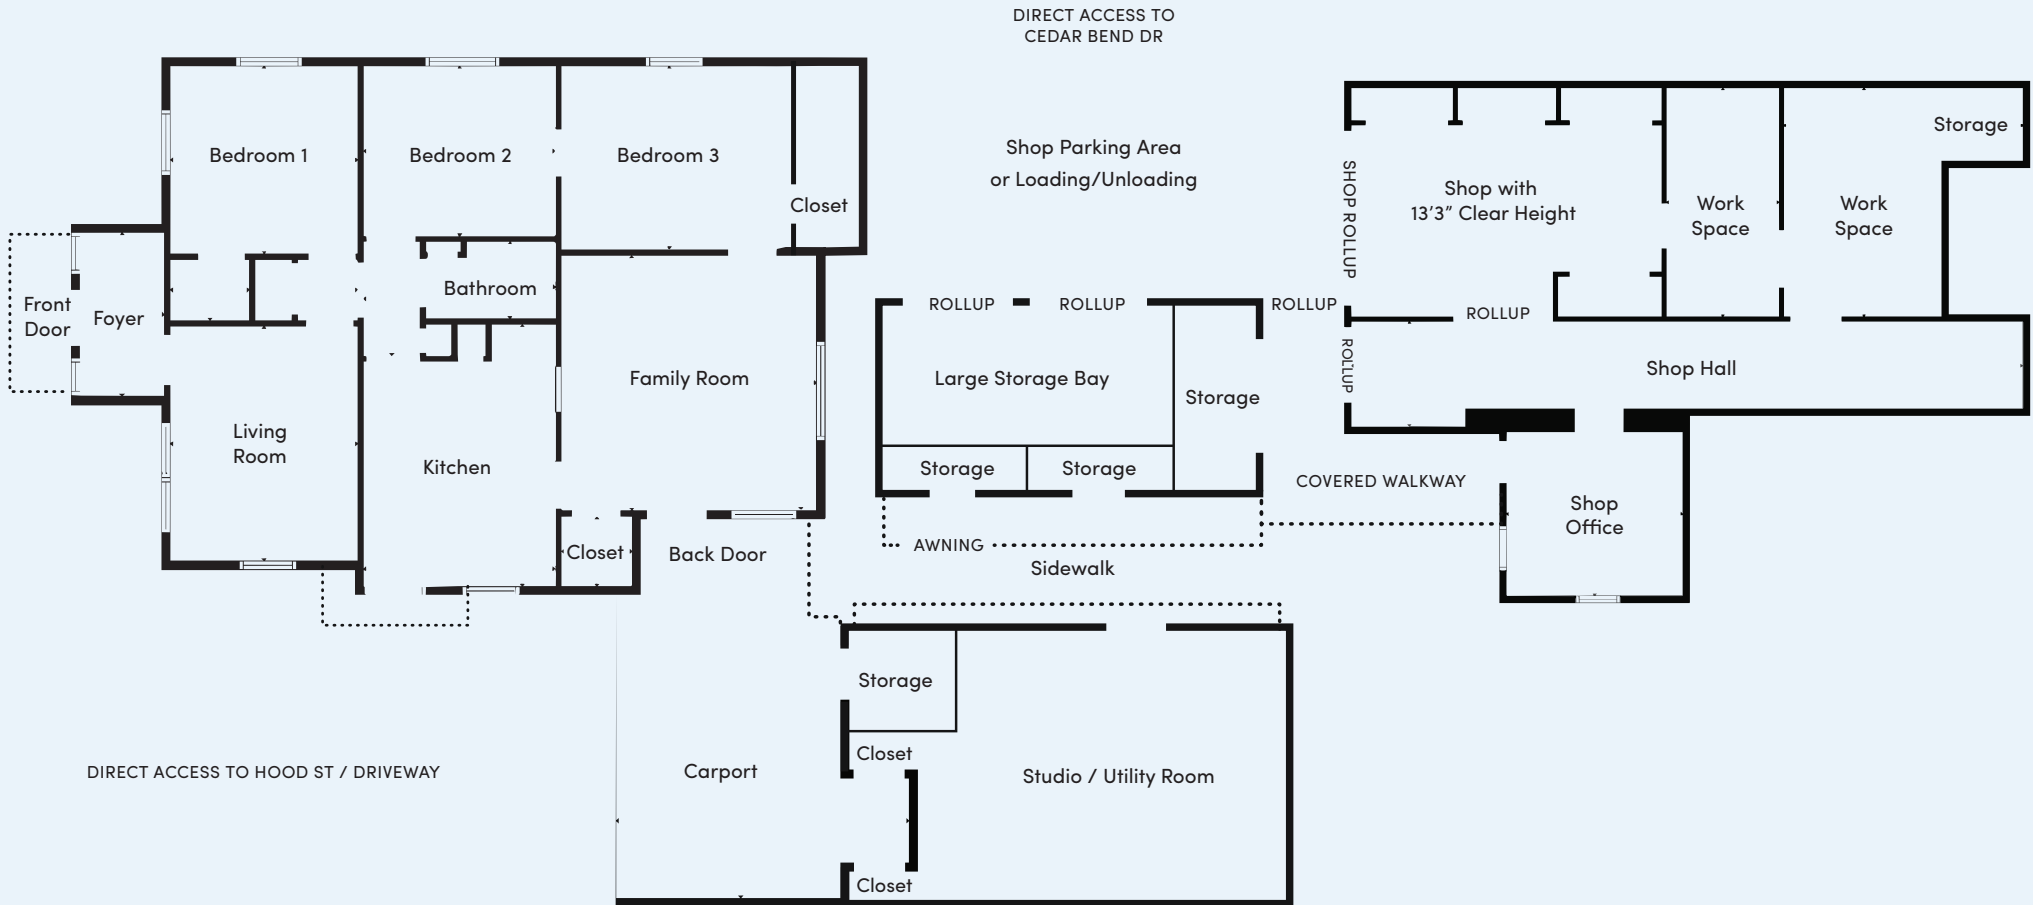 DIRECT ACCESS TO
CEDAR BEND DR
Bedroom 1
Bedroom 2
Bedroom 3
Closet
Shop Parking Area
or Loading/Unloading
SHOP ROLLUP
Shop with
13'3” Clear Height
Work
Space
Work
Space
Storage
Front
Door
Foyer
Bathroom
ROLLUP
ROLLUP
ROLLUP
ROLLUP
ROLLUP
Shop Hall
Living
Room
Kitchen
Family Room
Large Storage Bay
Storage
Storage
Storage
COVERED WALKWAY
Shop
Office
Closet
Back Door
AWNING
Sidewalk
Storage
DIRECT ACCESS TO HOOD ST / DRIVEWAY
Carport
Closet
Studio / Utility Room
Closet